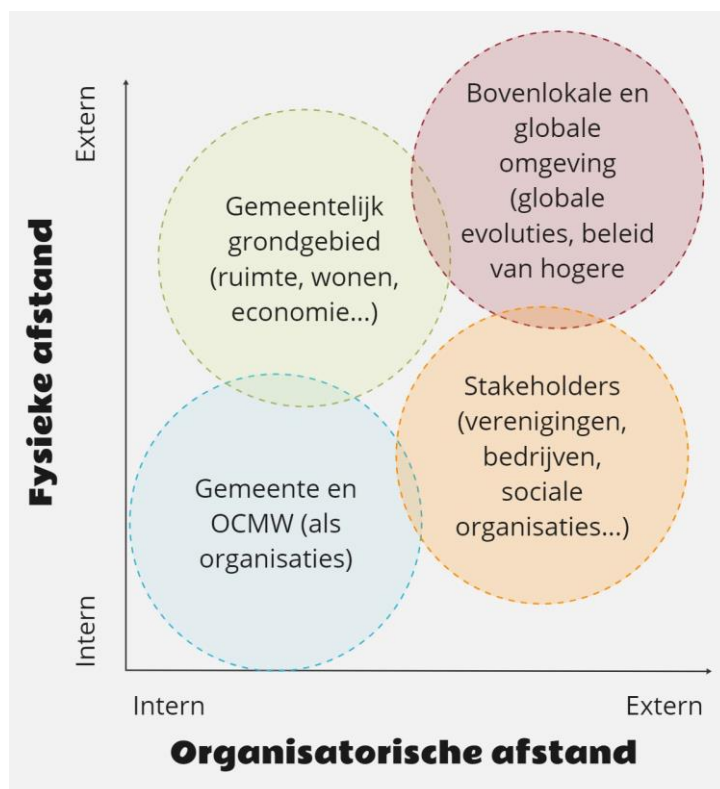 Bovenlokale en
globale
omgeving
(globale
evoluties, beleid
van hogere
Gemeentelijk
grondgebied
(ruimte, wonen,
economie...)
Stakeholders
(verenigingen,
bedrijven,
sociale
organisaties...)
Gemeente en
OCMW (als
organisaties)
Extern
Fysieke afstand
Intern
Intern
Extern
Organisatorische afstand